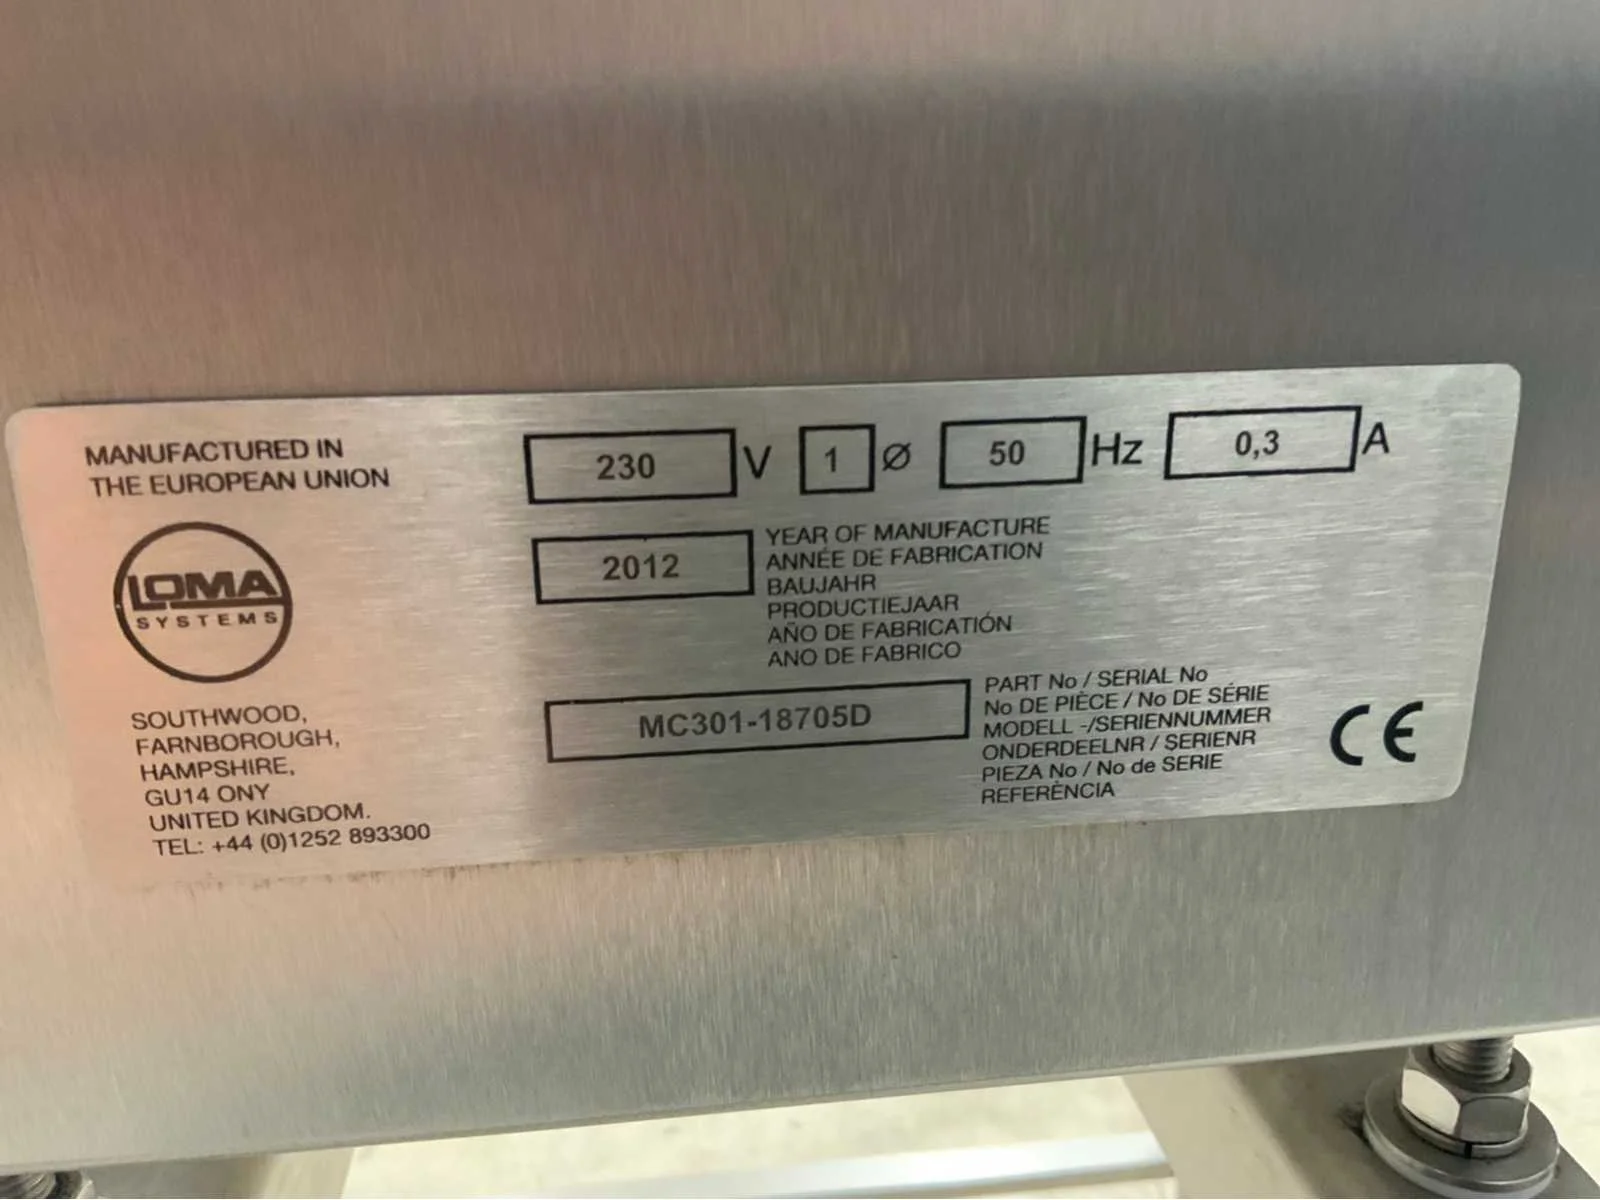 MANUFACTURED IN
THE EUROPEAN UNION
LOMA
SYSTEMS
SOUTHWOOD,
FARNBOROUGH,
HAMPSHIRE,
GU14 ONY
UNITED KINGDOM.
TEL: +44 (0)1252 893300
230 V 1 Ø 50 Hz 0,3 A
2012
YEAR OF MANUFACTURE
ANNÉE DE FABRICATION
BAUJAHR
PRODUCTIEJAAR
AÑO DE FABRICATIÓN
ANO DE FABRICO
MC301-18705D
PART No / SERIAL No
No DE PIÈCE / No DE SÉRIE
MODELL -/SERIENNUMMER
ONDERDEELNR / SERIENR
PIEZA No / No de SERIE
REFERÈNCIA
CE